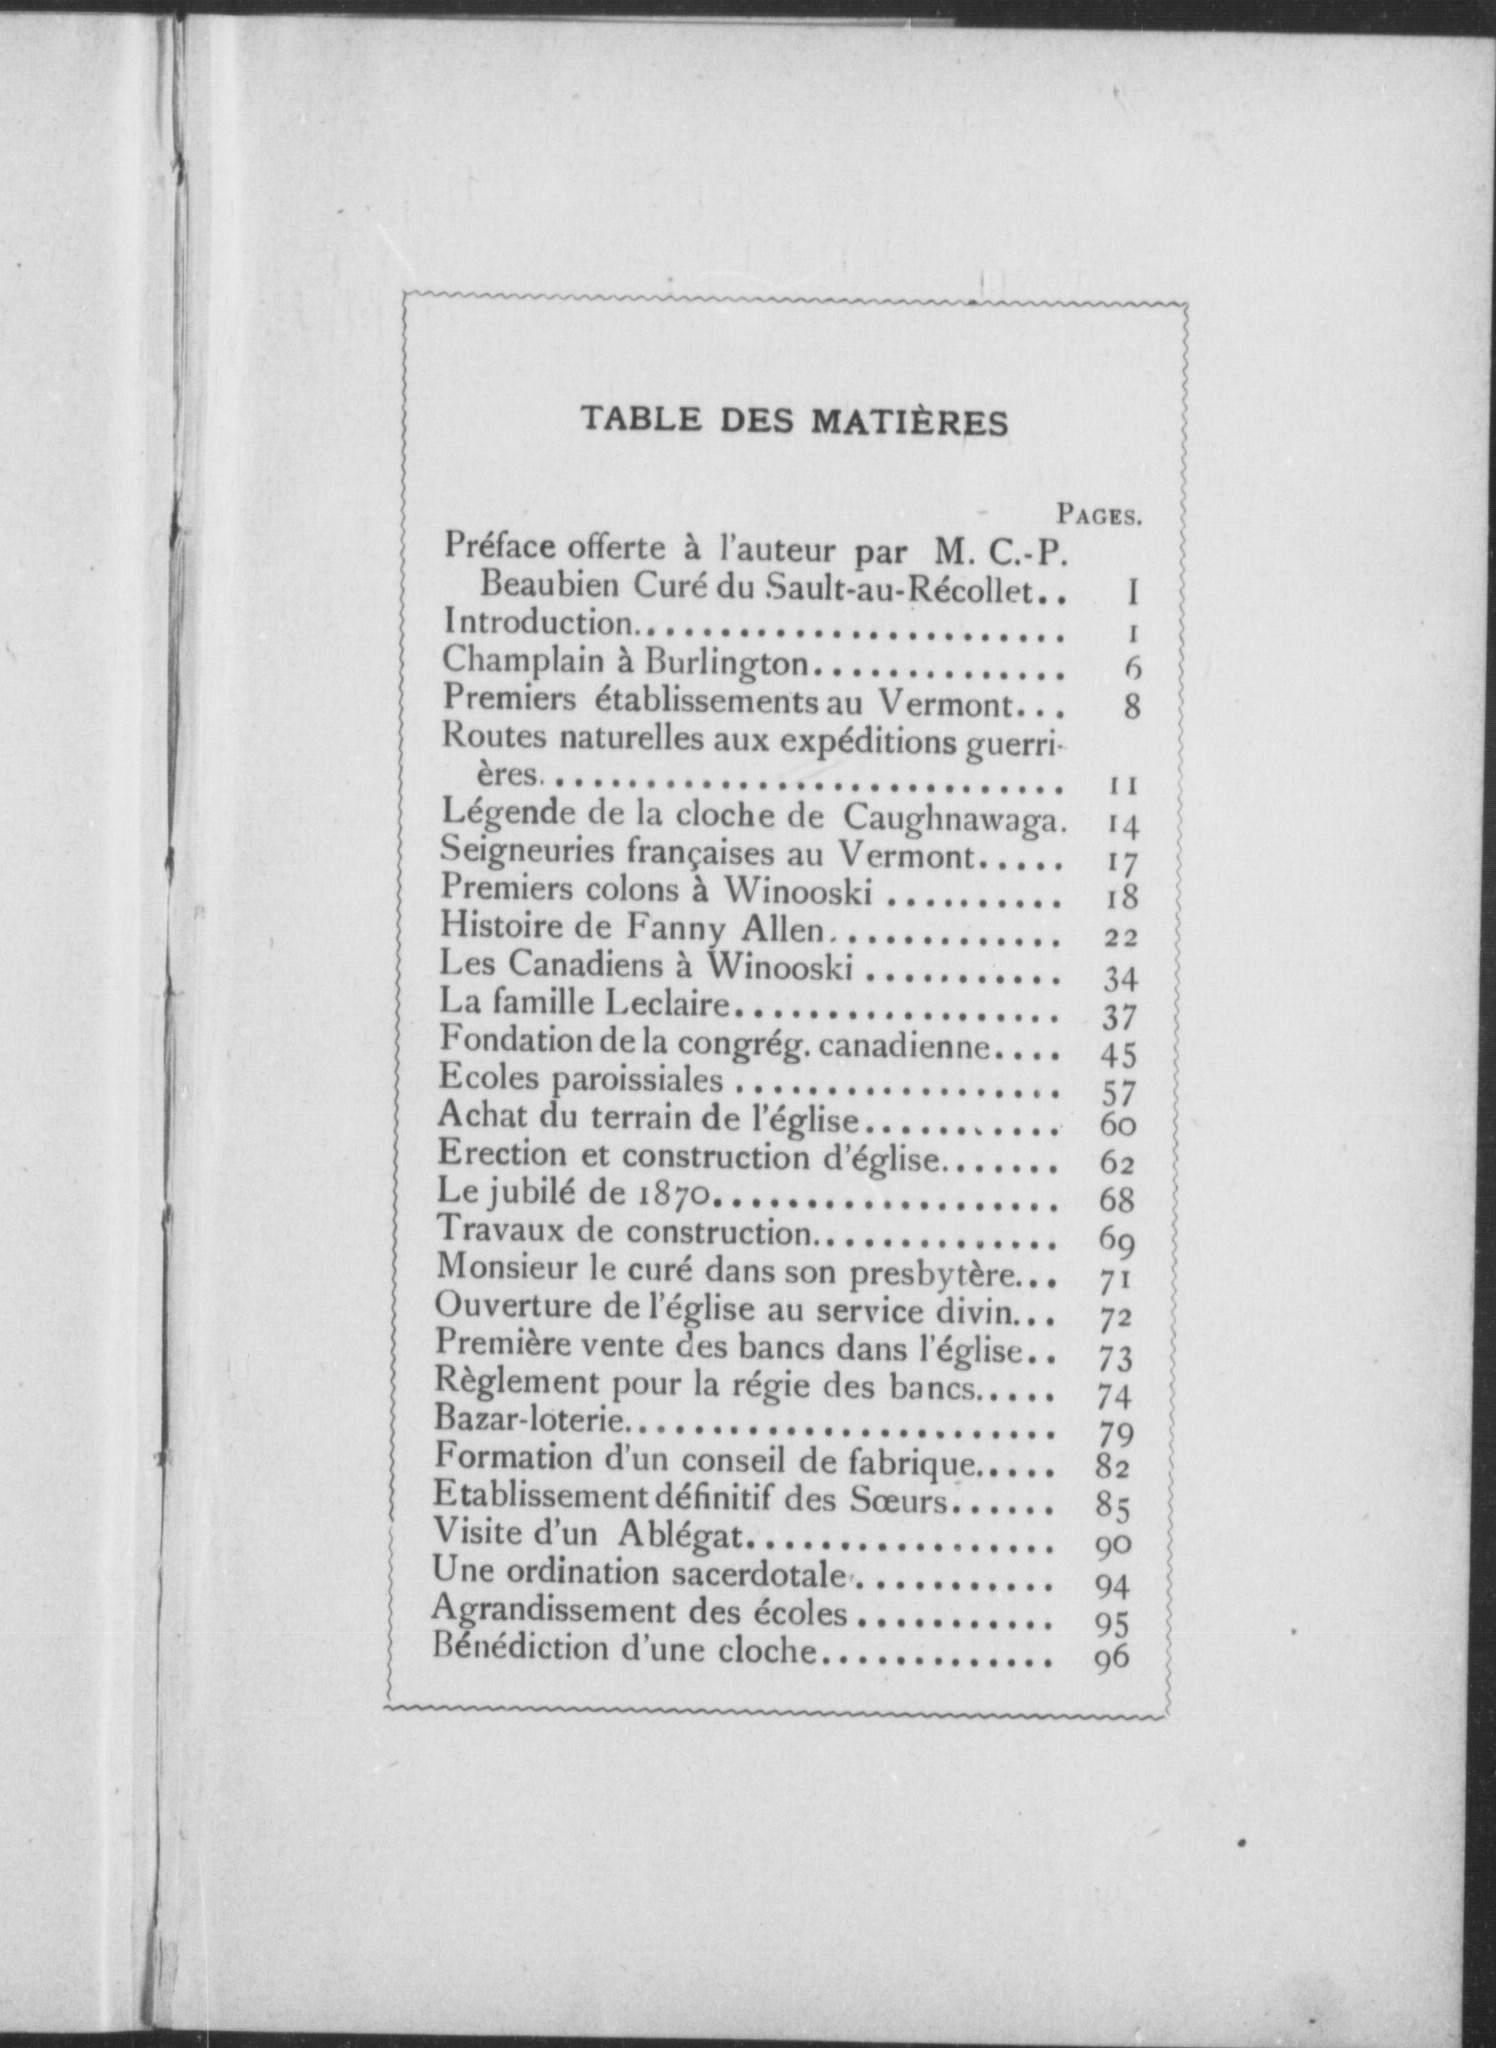 TABLE DES MATIÈRES
PAGES.
Préface offerte à l'auteur par M. C.-P.
Beaubien Curé du Sault-au-Récollet.. I
Introduction....................... 1
Champlain à Burlington.............. 6
Premiers établissements au Vermont... 8
Routes naturelles aux expéditions guerri-
ères............................. 11
Légende de la cloche de Caughnawaga. 14
Seigneuries françaises au Vermont..... 17
Premiers colons à Winooski .......... 18
Histoire de Fanny Allen............. 22
Les Canadiens à Winooski ........... 34
La famille Leclaire.................. 37
Fondation de la congrég. canadienne.... 45
Ecoles paroissiales .................. 57
Achat du terrain de l'église........... 60
Erection et construction d'église....... 62
Le jubilé de 1870................... 68
Travaux de construction.............. 69
Monsieur le curé dans son presbytère... 71
Ouverture de l'église au service divin... 72
Première vente des bancs dans l'église.. 73
Règlement pour la régie des bancs..... 74
Bazar-loterie........................ 79
Formation d'un conseil de fabrique..... 82
Etablissement définitif des Sœurs...... 85
Visite d'un Ablégat................. 90
Une ordination sacerdotale........... 94
Agrandissement des écoles ........... 95
Bénédiction d'une cloche............. 96